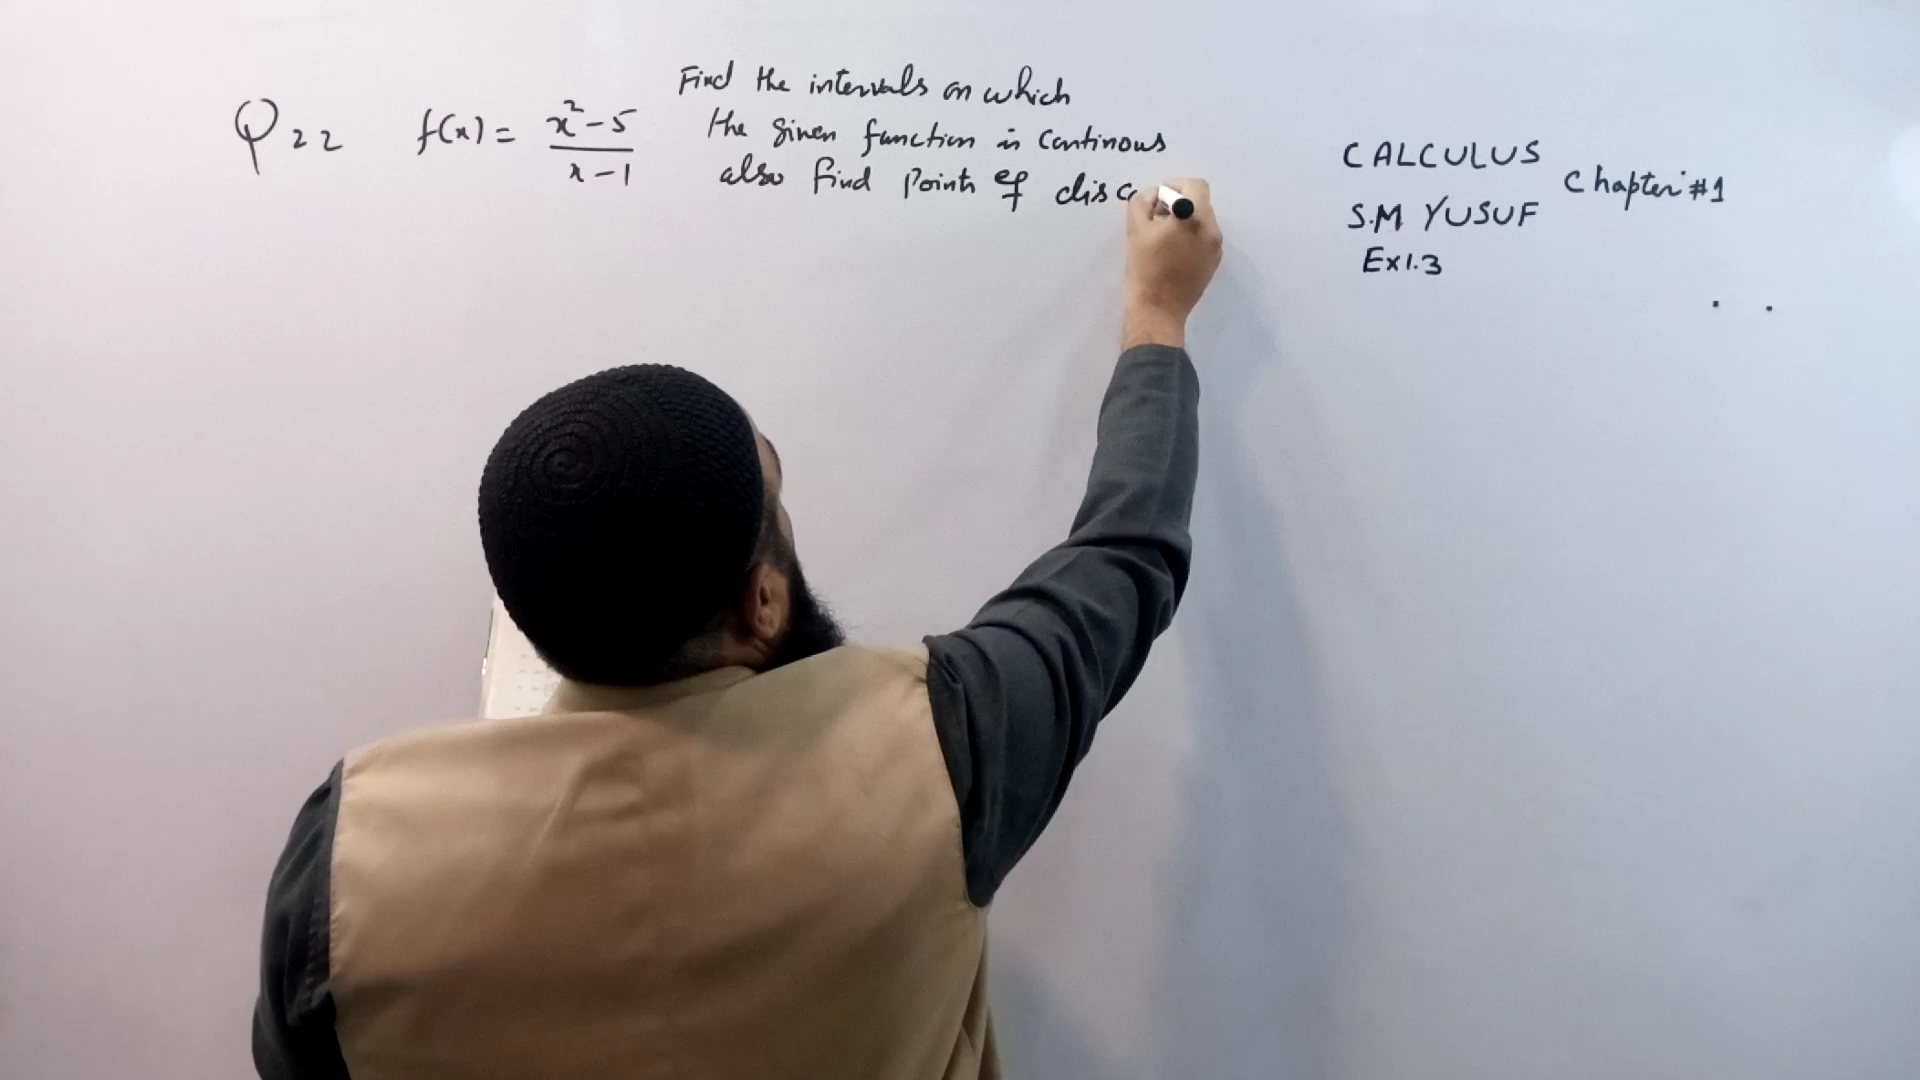 Q 22 f(x) = x²-5 / x-1
Find the intervals on which
the given function is continous
also find Points of disc
CALCULUS
Chapter #1
S.M YUSUF
Ex1.3